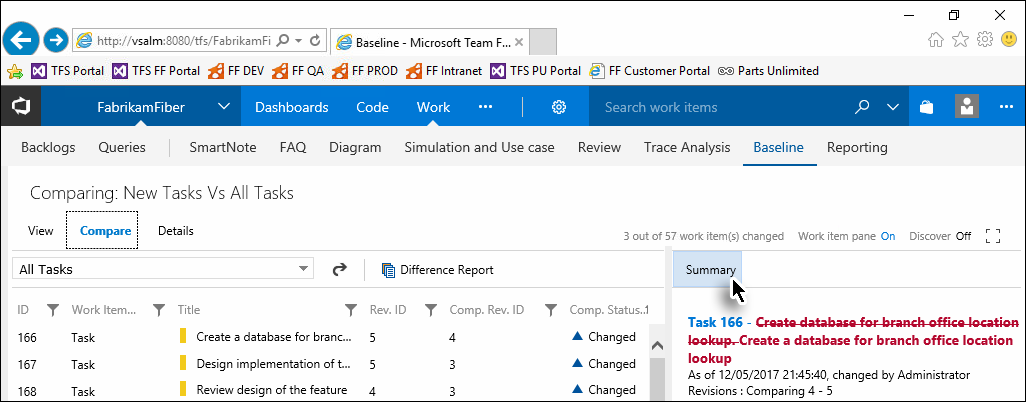 http://vsalm:8080/tfs/FabrikamFi
Baseline - Microsoft Team F...
TFS Portal TFS FF Portal FF DEV FF QA FF PROD FF Intranet TFS PU Portal FF Customer Portal Parts Unlimited
FabrikamFiber Dashboards Code Work ... Search work items ...
Backlogs Queries SmartNote FAQ Diagram Simulation and Use case Review Trace Analysis Baseline Reporting
Comparing: New Tasks Vs All Tasks
View Compare Details
3 out of 57 work item(s) changed Work item pane On Discover Off
All Tasks Difference Report
Summary
ID Work Item... Title Rev. ID Comp. Rev. ID Comp. Status..
166 Task Create a database for branc... 5 4 Changed
167 Task Design implementation of t... 5 3 Changed
168 Task Review design of the feature 4 3 Changed
Task 166 - Create database for branch office location
lookup. Create a database for branch office location
lookup
As of 12/05/2017 21:45:40, changed by Administrator
Revisions : Comparing 4 - 5